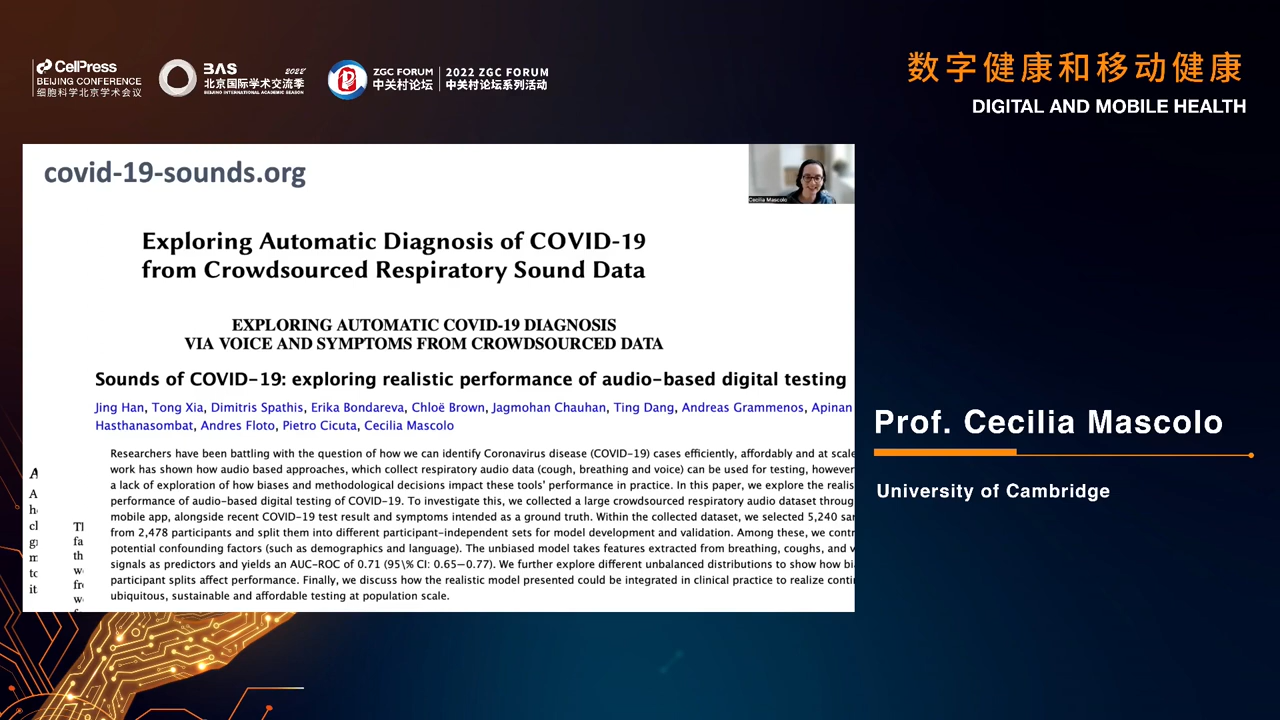 CellPress
BEIJING CONFERENCE
细胞科学北京学术会议
BAS 2022
北京国际学术交流季
BEIJING INTERNATIONAL ACADEMIC SEASON
ZGC FORUM
中关村论坛
2022 ZGC FORUM
中关村论坛系列活动
数字健康和移动健康
DIGITAL AND MOBILE HEALTH
covid-19-sounds.org
Cecilia Mascolo
Exploring Automatic Diagnosis of COVID-19
from Crowdsourced Respiratory Sound Data
EXPLORING AUTOMATIC COVID-19 DIAGNOSIS
VIA VOICE AND SYMPTOMS FROM CROWDSOURCED DATA
Sounds of COVID-19: exploring realistic performance of audio-based digital testing
Jing Han, Tong Xia, Dimitris Spathis, Erika Bondareva, Chloë Brown, Jagmohan Chauhan, Ting Dang, Andreas Grammenos, Apinan
Hasthanasombat, Andres Floto, Pietro Cicuta, Cecilia Mascolo
Researchers have been battling with the question of how we can identify Coronavirus disease (COVID-19) cases efficiently, affordably and at scale
work has shown how audio based approaches, which collect respiratory audio data (cough, breathing and voice) can be used for testing, however
a lack of exploration of how biases and methodological decisions impact these tools' performance in practice. In this paper, we explore the realis
performance of audio-based digital testing of COVID-19. To investigate this, we collected a large crowdsourced respiratory audio dataset throug
mobile app, alongside recent COVID-19 test result and symptoms intended as a ground truth. Within the collected dataset, we selected 5,240 sa
from 2,478 participants and split them into different participant-independent sets for model development and validation. Among these, we contr
potential confounding factors (such as demographics and language). The unbiased model takes features extracted from breathing, coughs, and v
signals as predictors and yields an AUC-ROC of 0.71 (95\% CI: 0.65−0.77). We further explore different unbalanced distributions to show how bi
participant splits affect performance. Finally, we discuss how the realistic model presented could be integrated in clinical practice to realize conti
ubiquitous, sustainable and affordable testing at population scale.
Prof. Cecilia Mascolo
University of Cambridge